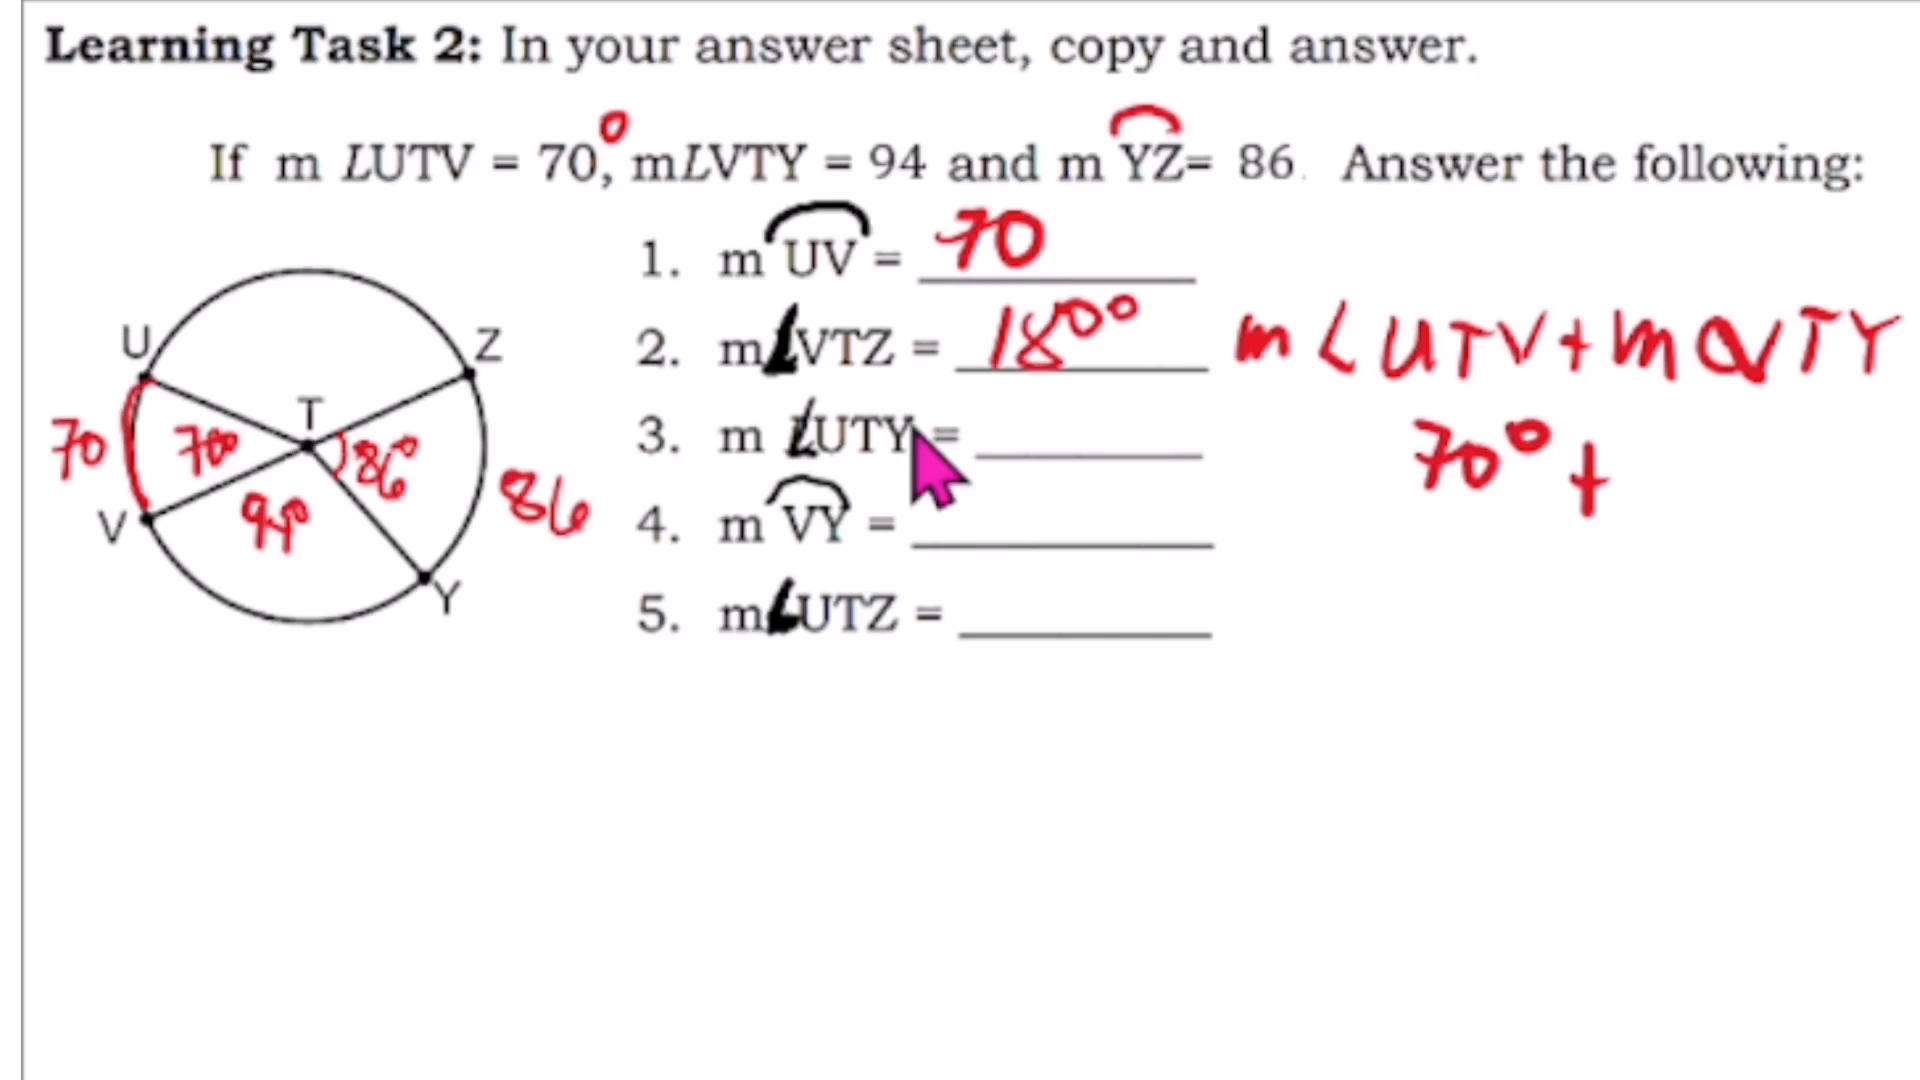 Learning Task 2: In your answer sheet, copy and answer.
If m ∠UTV = 70,° m∠VTY = 94 and m YZ= 86. Answer the following:
1. m UV = 70
2. m∠VTZ = 180° m∠UTV+m∠VTY
3. m ∠UTY = 70° +
4. m VY =
5. m∠UTZ =
U
Z
T
70
70°
86°
86
94°
V
Y